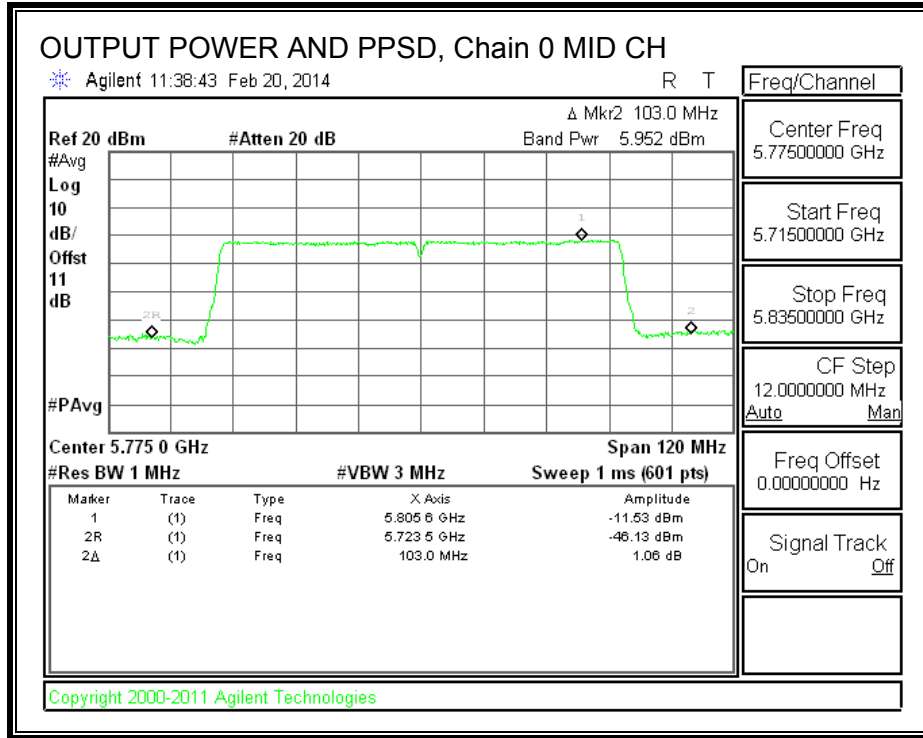 OUTPUT POWER AND PPSD, Chain 0 MID CH
Agilent 11:38:43 Feb 20, 2014 R T
Freq/Channel
Δ Mkr2 103.0 MHz
Ref 20 dBm #Atten 20 dB Band Pwr 5.952 dBm
#Avg
Log
10
dB/
Offst
11
dB
#PAvg
1
2R
2
Center 5.775 0 GHz Span 120 MHz
#Res BW 1 MHz #VBW 3 MHz Sweep 1 ms (601 pts)
Marker Trace Type X Axis Amplitude
1 (1) Freq 5.805 6 GHz -11.53 dBm
2R (1) Freq 5.723 5 GHz -46.13 dBm
2Δ (1) Freq 103.0 MHz 1.06 dB
Center Freq
5.77500000 GHz
Start Freq
5.71500000 GHz
Stop Freq
5.83500000 GHz
CF Step
12.0000000 MHz
Auto Man
Freq Offset
0.00000000 Hz
Signal Track
On Off
Copyright 2000-2011 Agilent Technologies